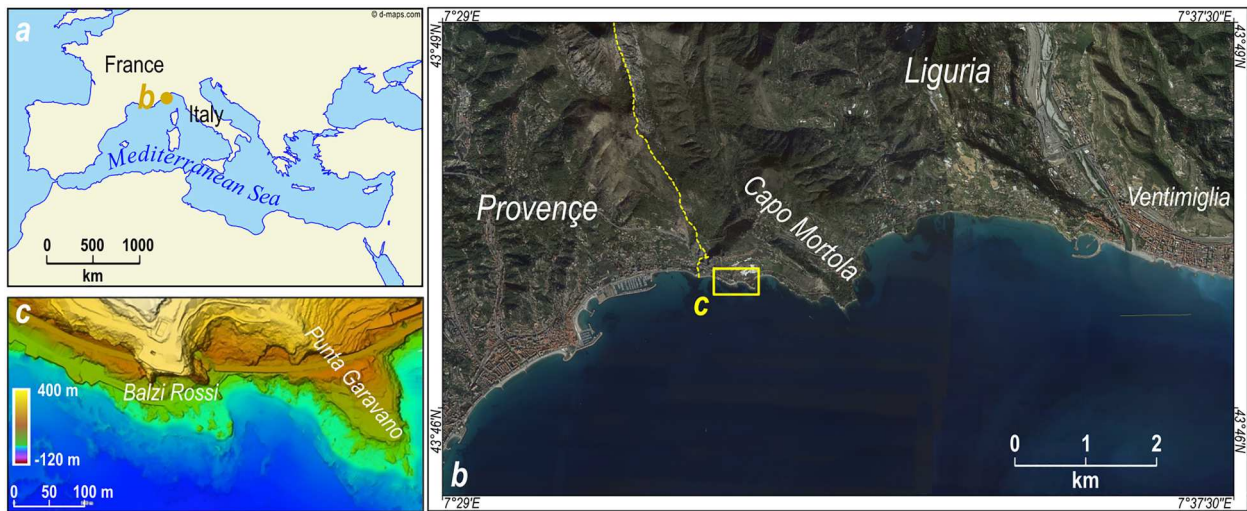 a
© d-maps.com
France
b
Italy
Mediterranean Sea
0 500 1000
km
c
Punta Garavano
Balzi Rossi
400 m
-120 m
0 50 100 m
7°29'E
7°37'30"E
43°49'N
43°49'N
Liguria
Ventimiglia
Provençe
Capo Mortola
c
43°46'N
43°46'N
0 1 2
km
b
7°29'E
7°37'30"E